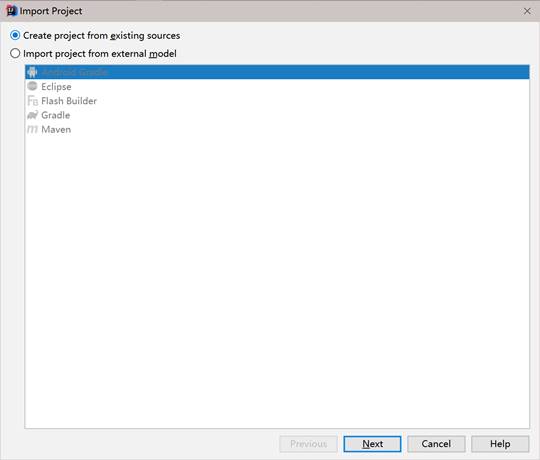 Import Project
Create project from existing sources
Import project from external model
Android Gradle
Eclipse
Flash Builder
Gradle
Maven
Previous
Next
Cancel
Help